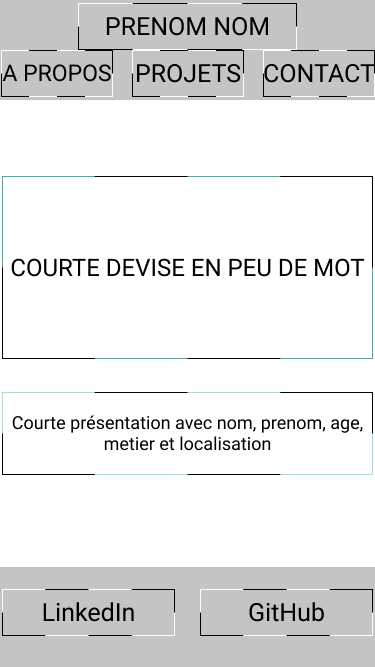 PRENOM NOM
A PROPOS PROJETS CONTACT
COURTE DEVISE EN PEU DE MOT
Courte présentation avec nom, prenom, age,
metier et localisation
LinkedIn GitHub